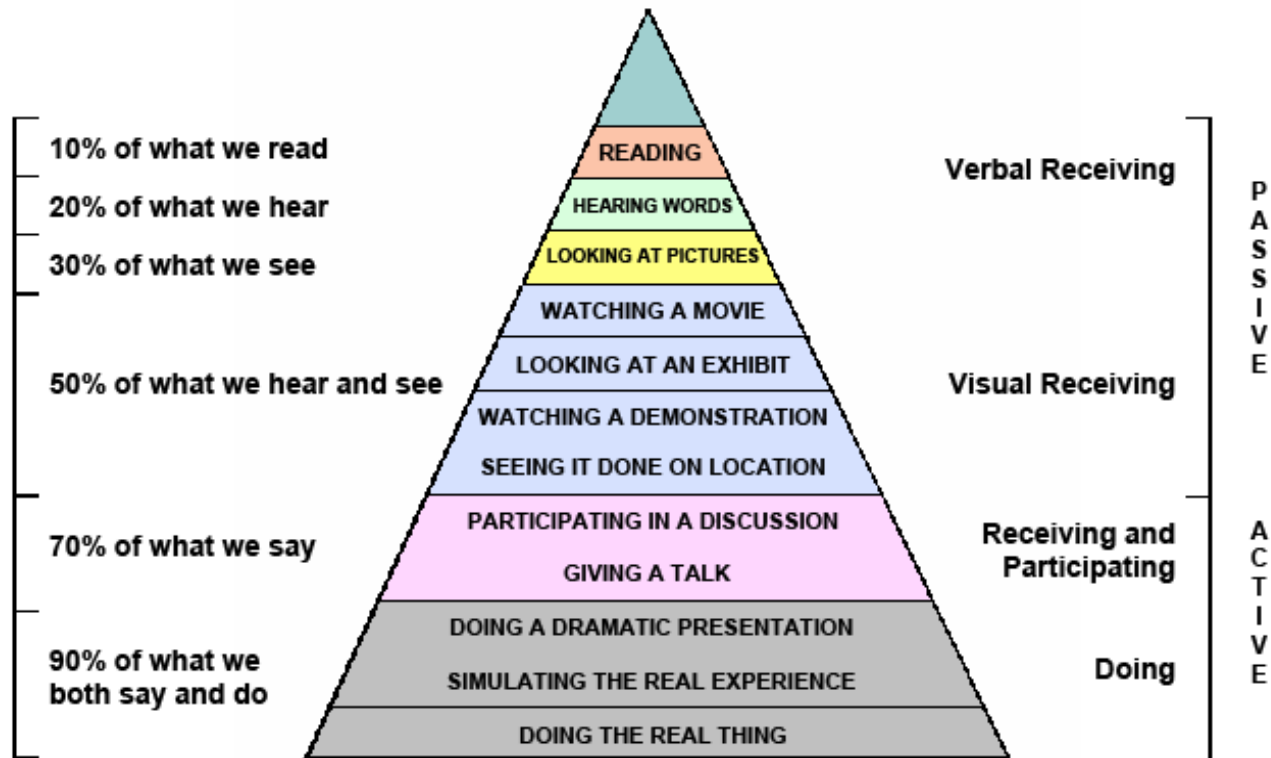 10% of what we read
20% of what we hear
30% of what we see
50% of what we hear and see
70% of what we say
90% of what we
both say and do
READING
HEARING WORDS
LOOKING AT PICTURES
WATCHING A MOVIE
LOOKING AT AN EXHIBIT
WATCHING A DEMONSTRATION
SEEING IT DONE ON LOCATION
PARTICIPATING IN A DISCUSSION
GIVING A TALK
DOING A DRAMATIC PRESENTATION
SIMULATING THE REAL EXPERIENCE
DOING THE REAL THING
Verbal Receiving
Visual Receiving
Receiving and
Participating
Doing
PASSIVE
ACTIVE